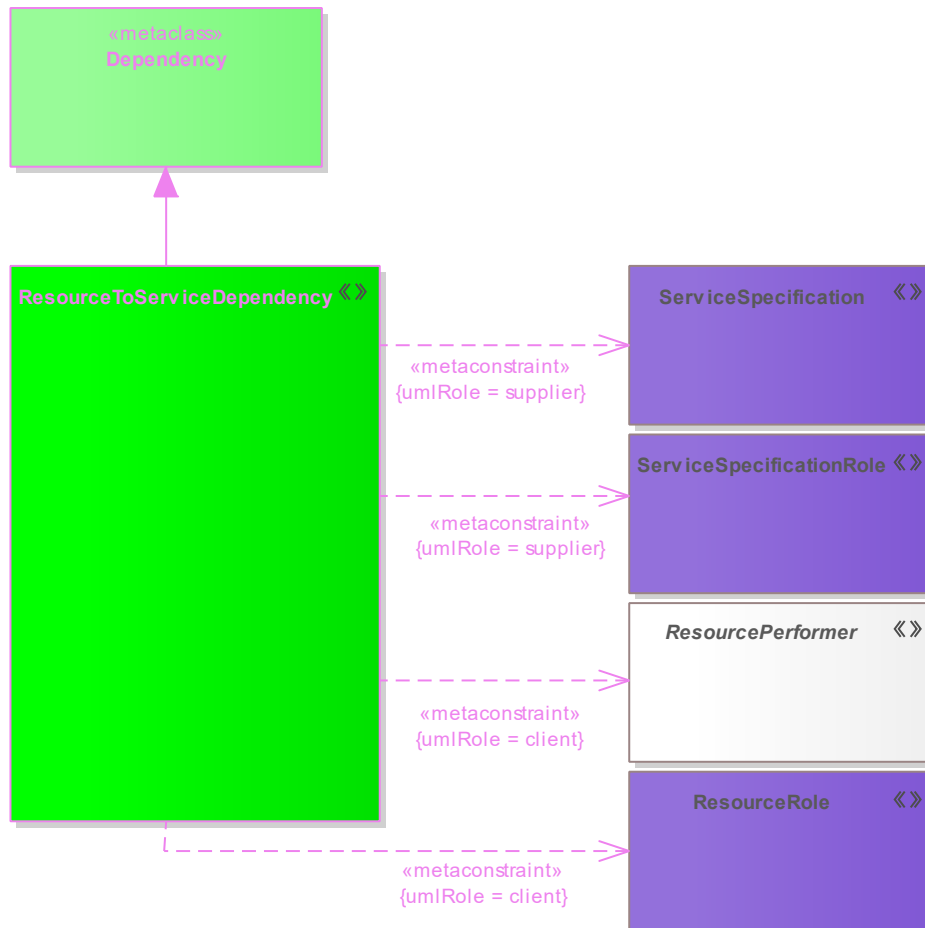 «metaclass»
Dependency
ResourceToServiceDependency «»
ServiceSpecification «»
«metaconstraint»
{umlRole = supplier}
ServiceSpecificationRole «»
«metaconstraint»
{umlRole = supplier}
ResourcePerformer «»
«metaconstraint»
{umlRole = client}
ResourceRole «»
«metaconstraint»
{umlRole = client}